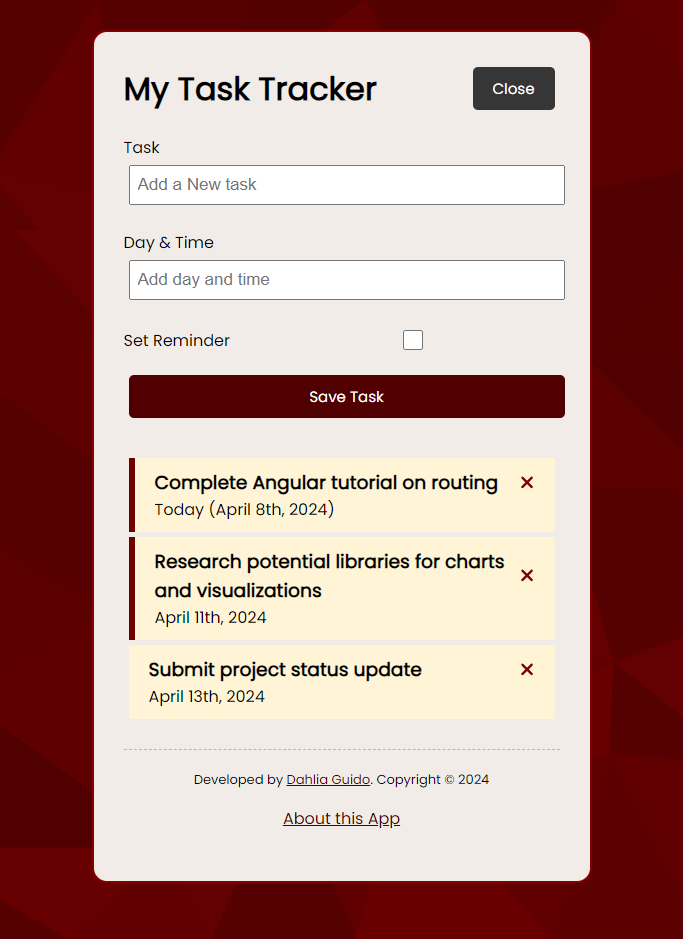 My Task Tracker
Close
Task
Add a New task
Day & Time
Add day and time
Set Reminder
Save Task
Complete Angular tutorial on routing
Today (April 8th, 2024)
Research potential libraries for charts
and visualizations
April 11th, 2024
Submit project status update
April 13th, 2024
Developed by Dahlia Guido. Copyright © 2024
About this App